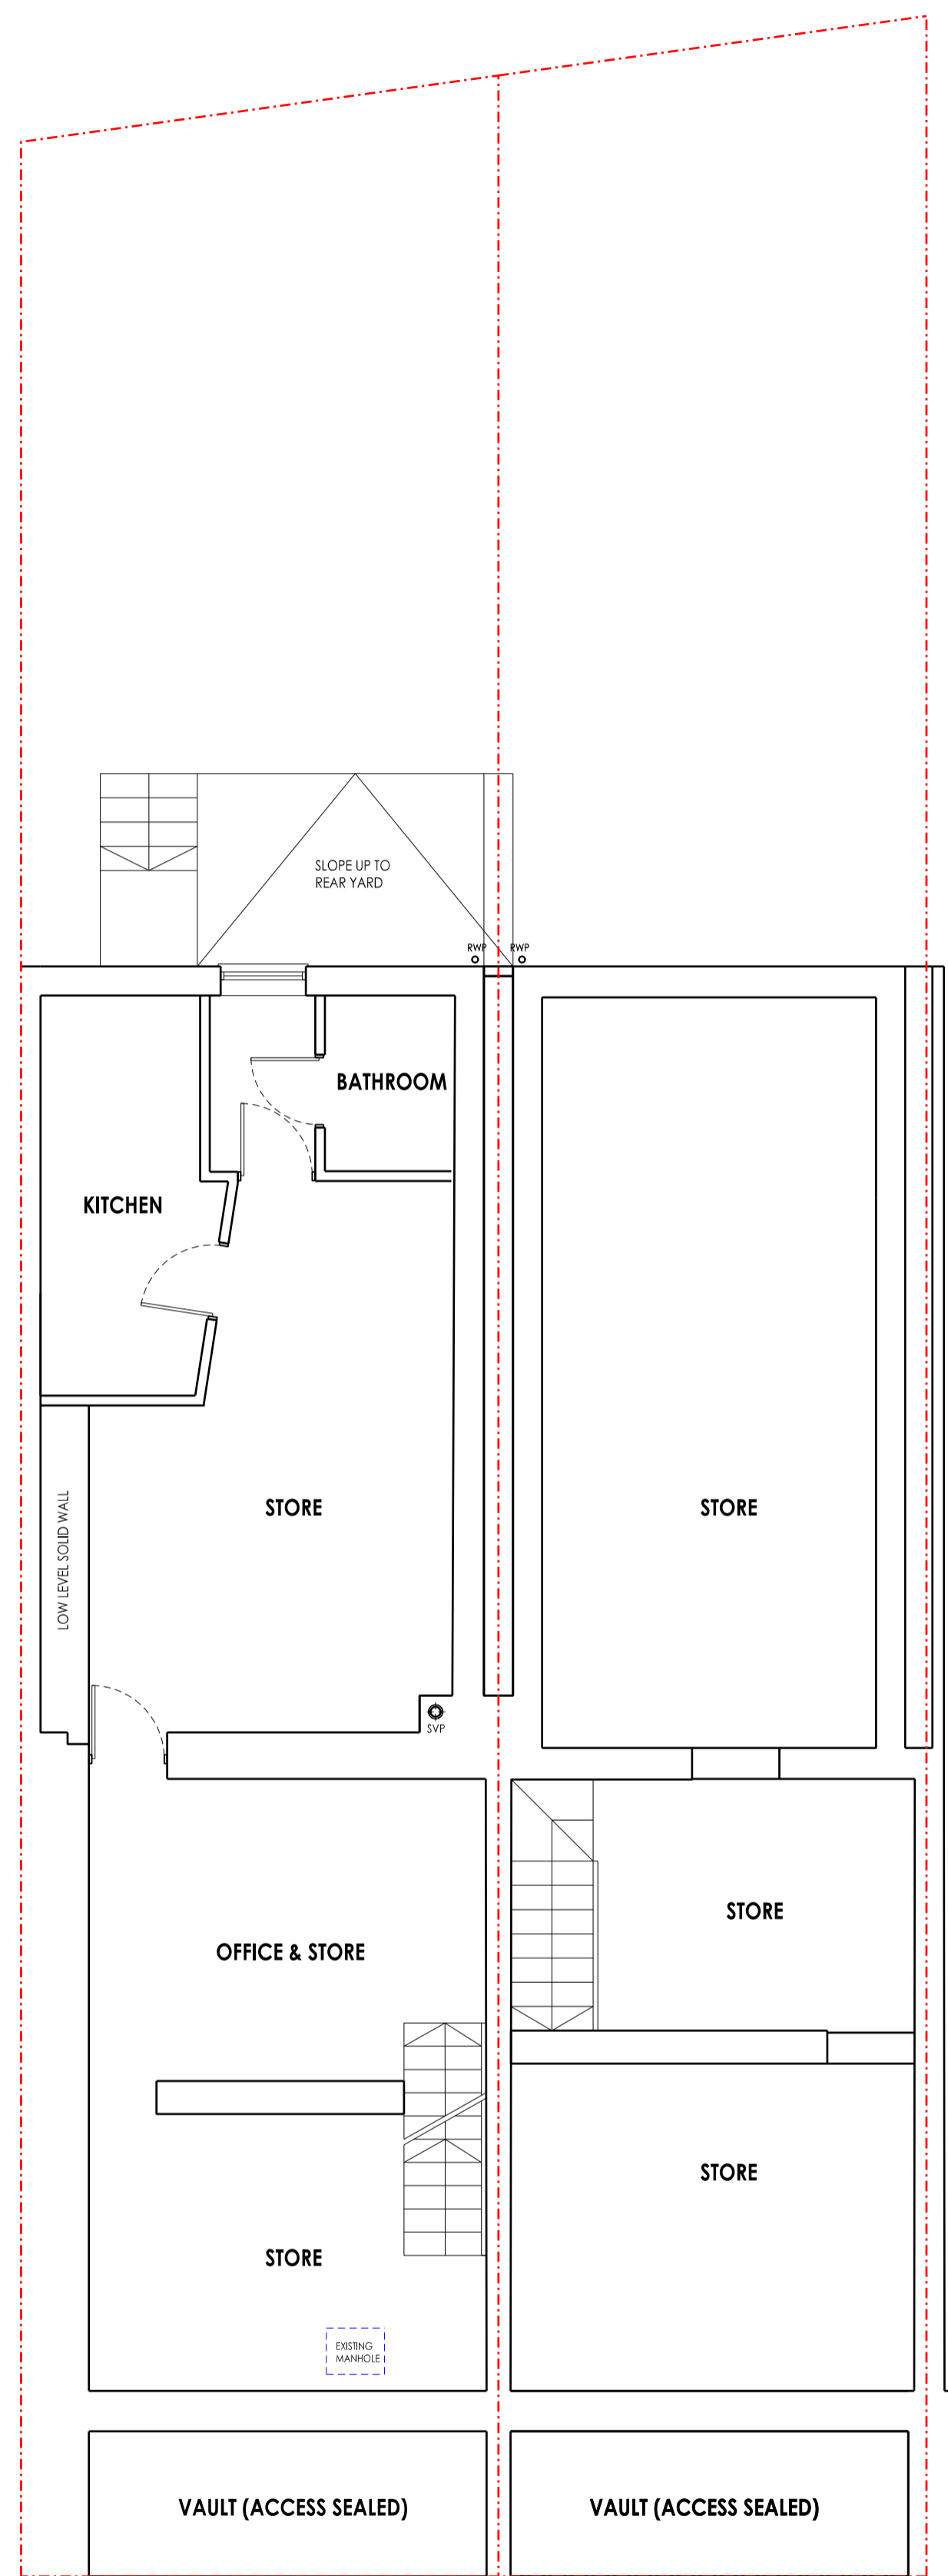 SLOPE UP TO
REAR YARD
RWP
RWP
BATHROOM
KITCHEN
STORE
STORE
LOW LEVEL SOLID WALL
SVP
STORE
OFFICE & STORE
STORE
STORE
EXISTING
MANHOLE
VAULT (ACCESS SEALED)
VAULT (ACCESS SEALED)